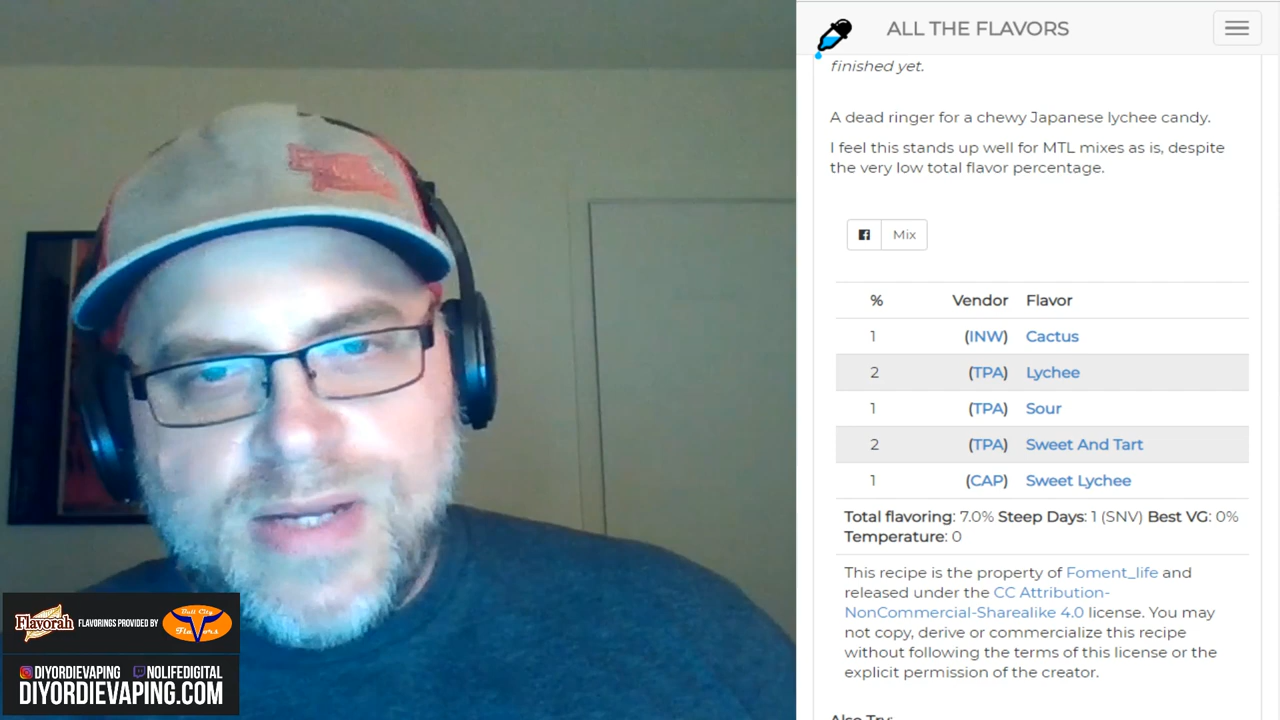 ALL THE FLAVORS
finished yet.
A dead ringer for a chewy Japanese lychee candy.
I feel this stands up well for MTL mixes as is, despite
the very low total flavor percentage.
Mix
% Vendor Flavor
1 (INW) Cactus
2 (TPA) Lychee
1 (TPA) Sour
2 (TPA) Sweet And Tart
1 (CAP) Sweet Lychee
Total flavoring: 7.0% Steep Days: 1 (SNV) Best VG: 0%
Temperature: 0
This recipe is the property of Foment_life and
released under the CC Attribution-
NonCommercial-Sharealike 4.0 license. You may
not copy, derive or commercialize this recipe
without following the terms of this license or the
explicit permission of the creator.
Also Try:
Flavorah FLAVORINGS PROVIDED BY Bull City Flavors
DIYORDIEVAPING NOLIFEDIGITAL
DIYORDIEVAPING.COM